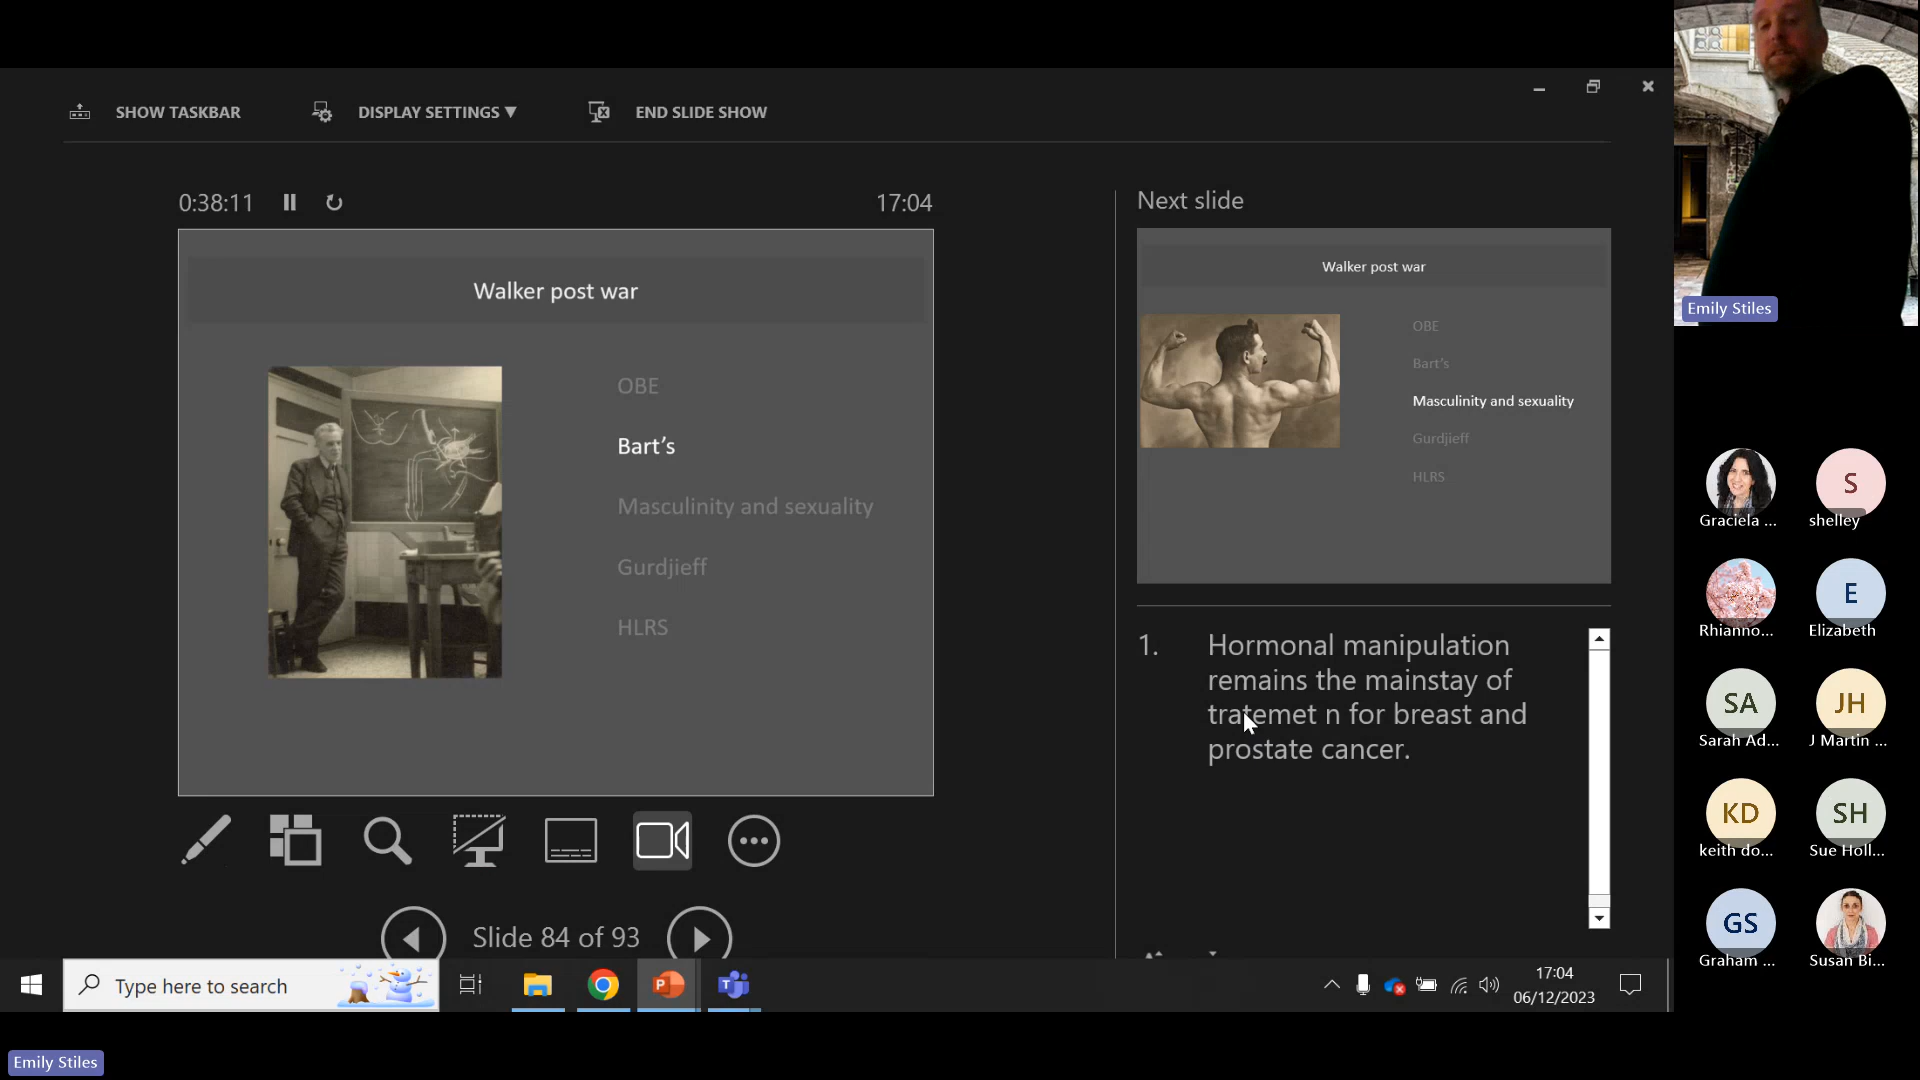 SHOW TASKBAR
DISPLAY SETTINGS ▼
END SLIDE SHOW
0:38:11
17:04
Walker post war
OBE
Bart's
Masculinity and sexuality
Gurdjieff
HLRS
Next slide
Walker post war
OBE
Bart's
Masculinity and sexuality
Gurdjieff
HLRS
1. Hormonal manipulation
remains the mainstay of
tratemet n for breast and
prostate cancer.
Slide 84 of 93
Type here to search
17:04
06/12/2023
Emily Stiles
Graciela ...
S
shelley
Rhianno...
E
Elizabeth
SA
Sarah Ad...
JH
J Martin ...
KD
keith do...
SH
Sue Holl...
GS
Graham ...
Susan Bi...
Emily Stiles